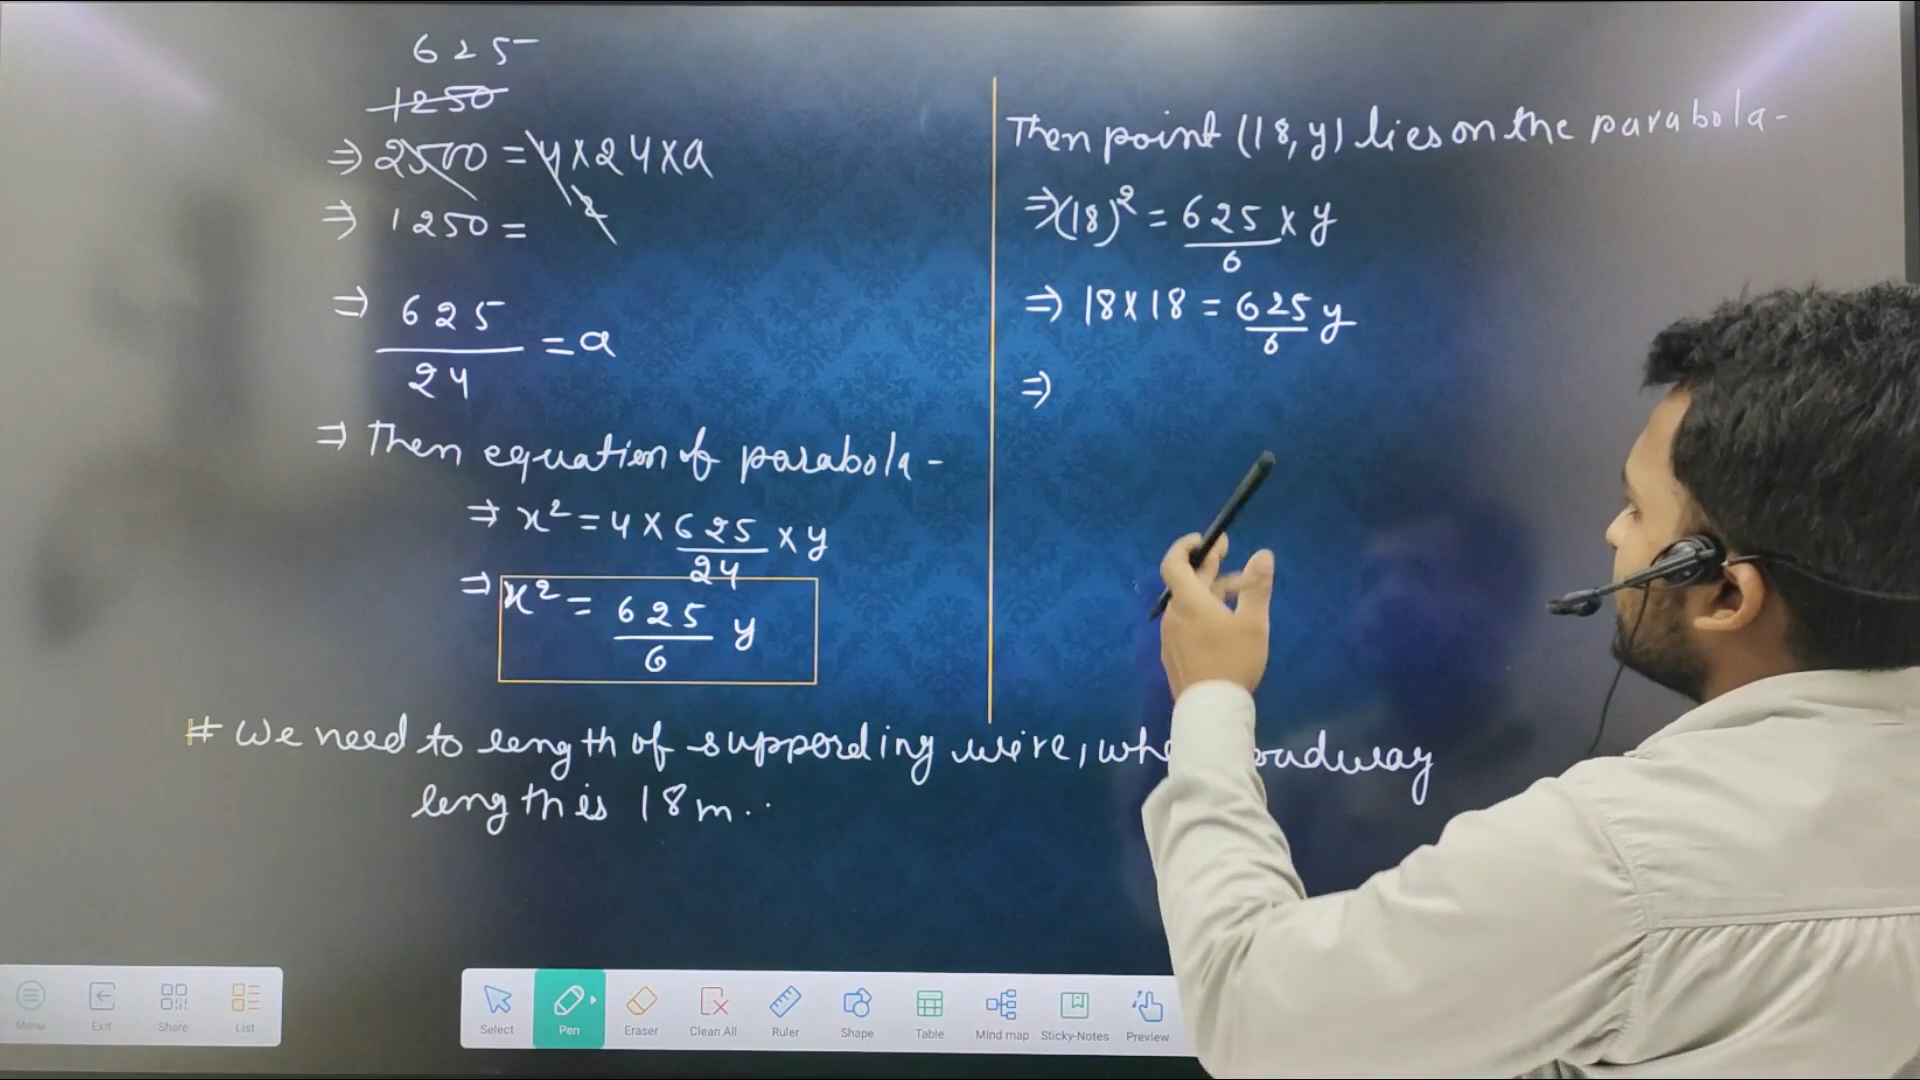 625
1250
⇒ 2500 = 4×24×a
⇒ 1250 =
⇒ 625/24 = a
⇒ Then equation of parabola -
⇒ x² = 4 × 625/24 × y
⇒ x² = 625/6 y
# We need to length of supporting wire, roadway
length is 18m.
Then point (18, y) lies on the parabola -
⇒ (18)² = 625/6 × y
⇒ 18×18 = 625/6 y
⇒
Menu Exit Share List
Select Pen Eraser Clean All Ruler Shape Table Mind map Sticky-Notes Preview